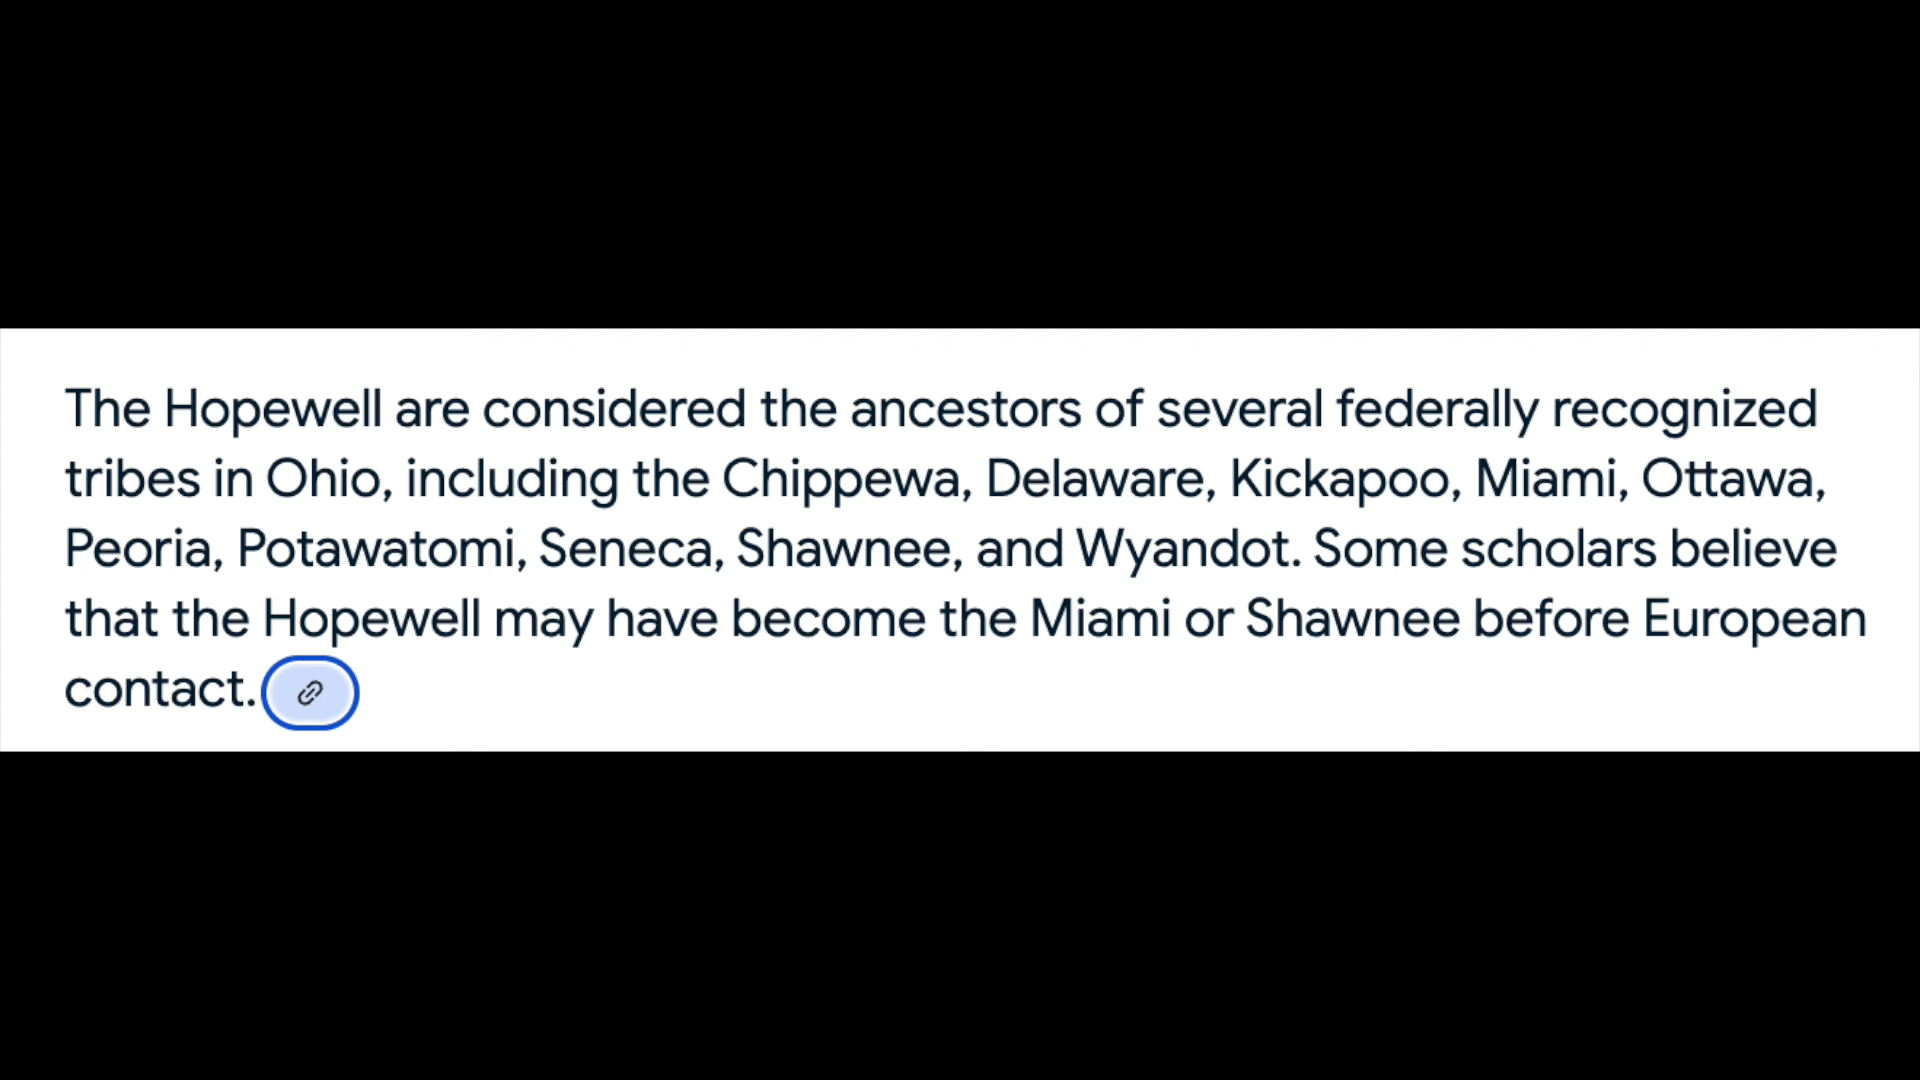 The Hopewell are considered the ancestors of several federally recognized
tribes in Ohio, including the Chippewa, Delaware, Kickapoo, Miami, Ottawa,
Peoria, Potawatomi, Seneca, Shawnee, and Wyandot. Some scholars believe
that the Hopewell may have become the Miami or Shawnee before European
contact.